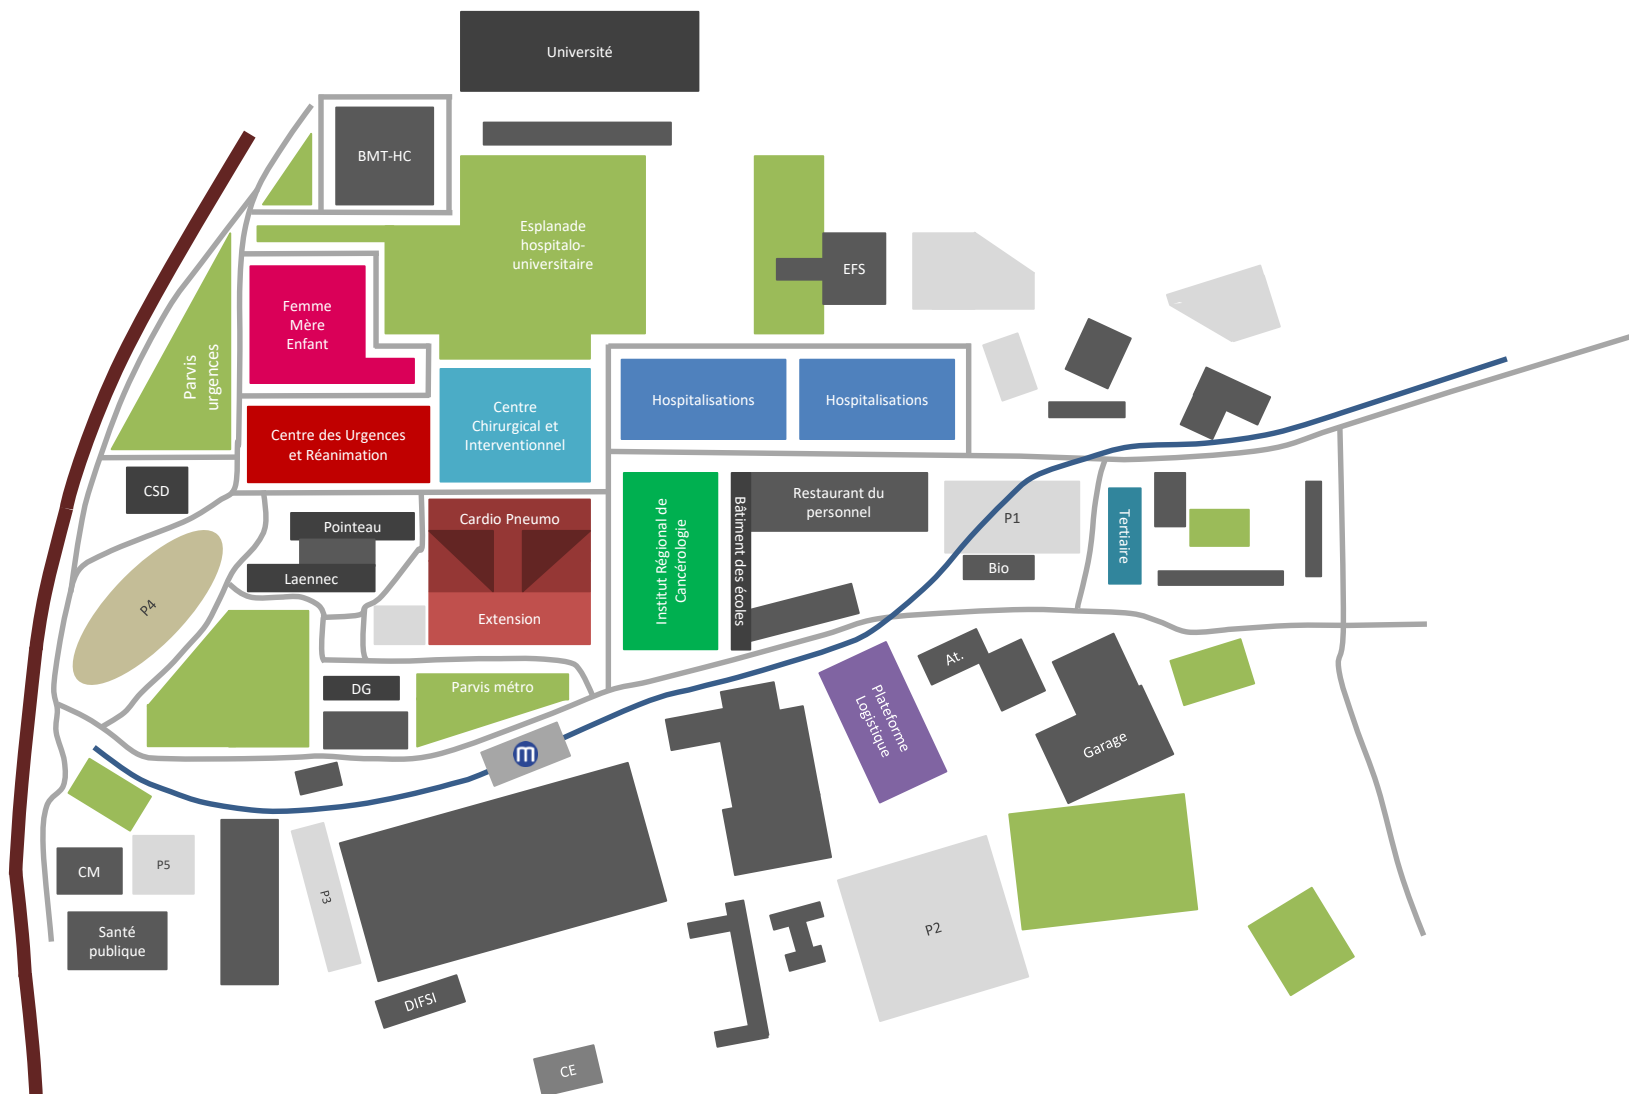 Université
BMT-HC
Esplanade
hospitalo-
universitaire
EFS
Femme
Mère
Enfant
Parvis
urgences
Hospitalisations
Hospitalisations
Centre
Chirurgical et
Interventionnel
Centre des Urgences
et Réanimation
CSD
Pointeau
Laennec
Cardio Pneumo
Extension
Institut Régional de
Cancérologie
Bâtiment des écoles
Restaurant du
personnel
P1
Bio
Tertiaire
P4
DG
Parvis métro
m
Plateforme
Logistique
At.
Garage
CM
P5
P3
Santé
publique
P2
DIFSI
CE